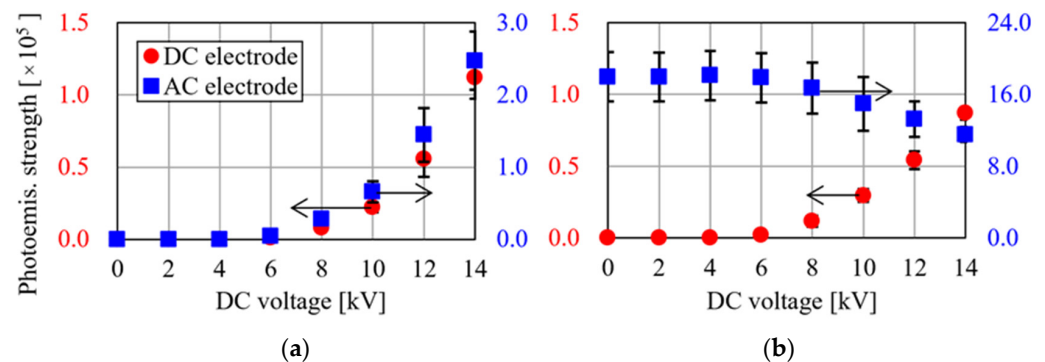 Photoemis. strength [×10⁵]
1.5
1.0
0.5
0.0
DC electrode
AC electrode
3.0
2.0
1.0
0.0
0 2 4 6 8 10 12 14
DC voltage [kV]
(a)
1.5
1.0
0.5
0.0
24.0
16.0
8.0
0.0
0 2 4 6 8 10 12 14
DC voltage [kV]
(b)